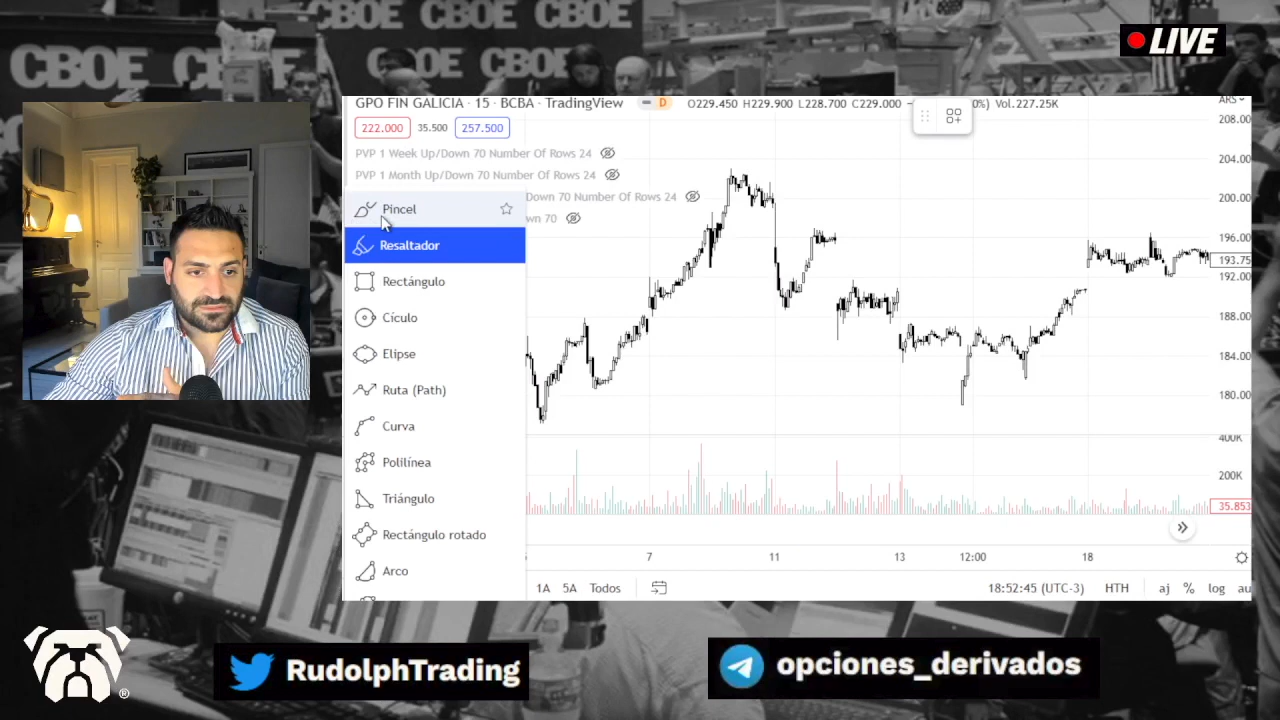 CBOE CBOE CBOE
CBOE CBOE
CBOE
LIVE
GPO FIN GALICIA · 15 · BCBA · TradingView
D
O229.450 H229.900 L228.700 C229.000
0%) Vol.227.25K
ARS
222.000 35.500 257.500
PVP 1 Week Up/Down 70 Number Of Rows 24
PVP 1 Month Up/Down 70 Number Of Rows 24
Down 70 Number Of Rows 24
wn 70
Pincel
Resaltador
Rectángulo
Cículo
Elipse
Ruta (Path)
Curva
Polilínea
Triángulo
Rectángulo rotado
Arco
208.00
204.00
200.00
196.00
193.75
192.00
188.00
184.00
180.00
400K
200K
35.853
7 11 13 12:00 18
1A 5A Todos
18:52:45 (UTC-3) HTH aj % log au
RudolphTrading
opciones_derivados
®